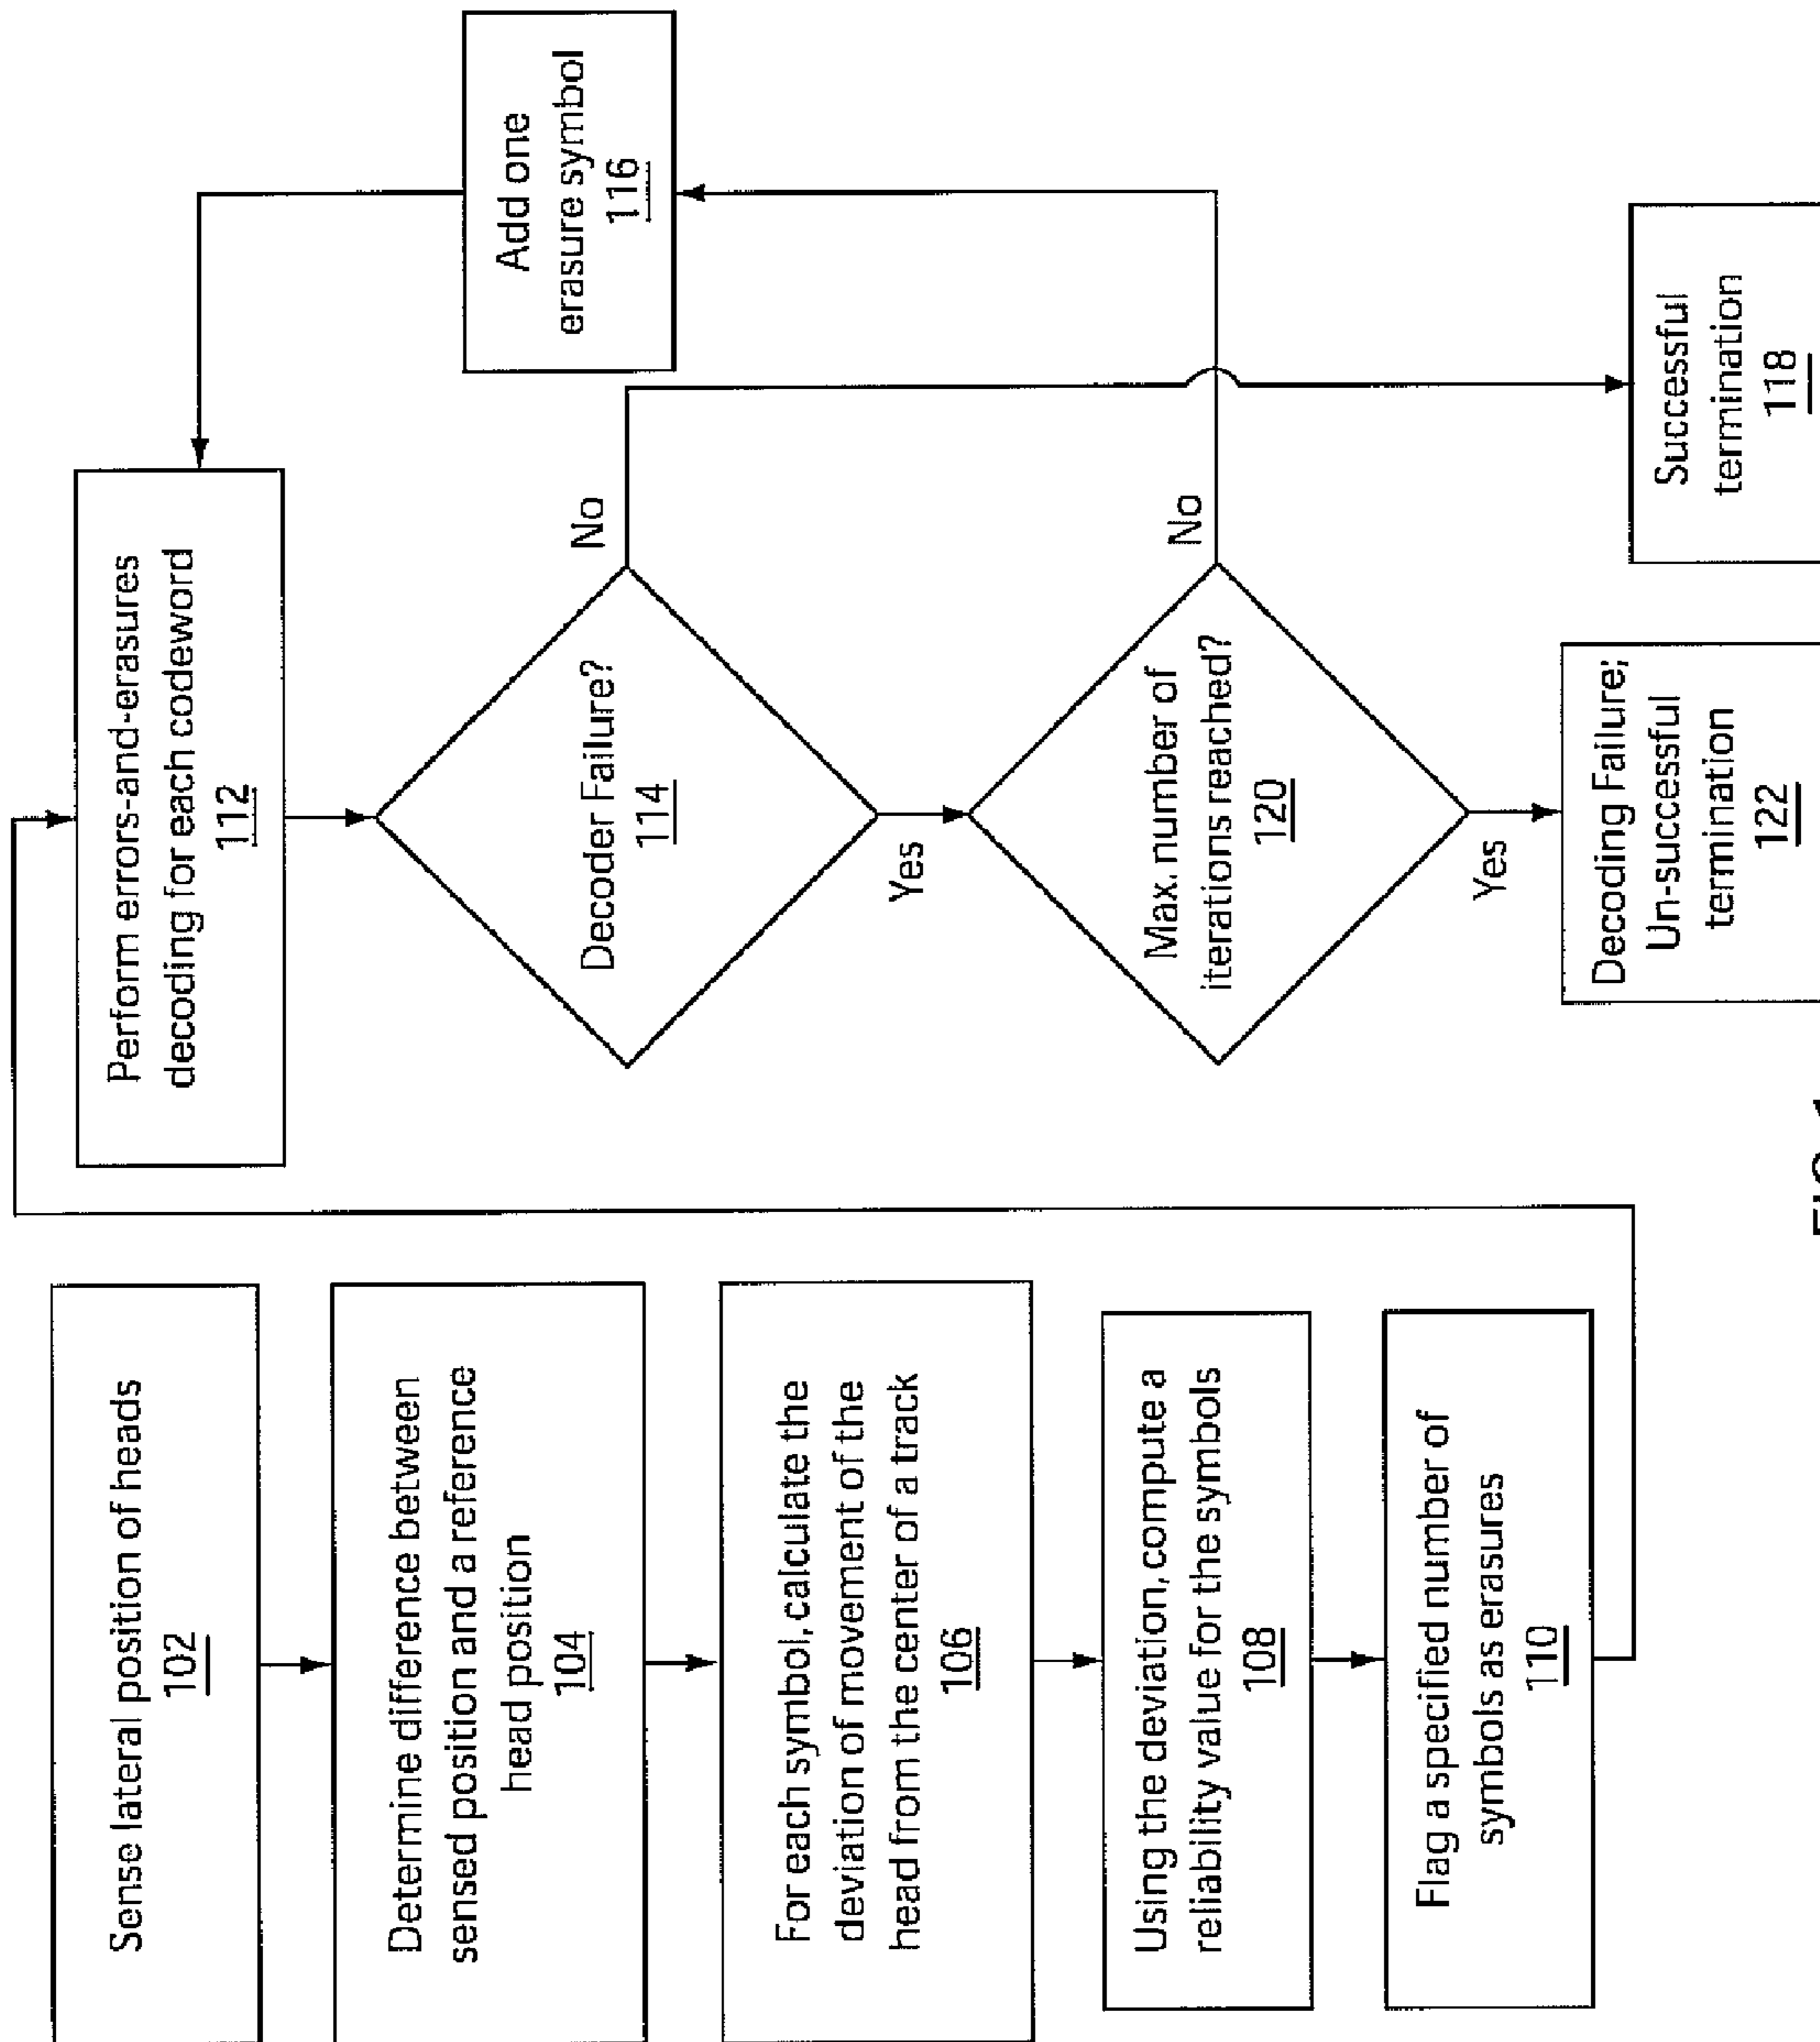 Sense lateral position of heads
102
Determine difference between
sensed position and a reference
head position
104
For each symbol, calculate the
deviation of movement of the
head from the center of a track
106
Using the deviation, compute a
reliability value for the symbols
108
Flag a specified number of
symbols as erasures
110
Perform errors-and-erasures
decoding for each codeword
112
Decoder Failure?
114
No
Yes
Add one
erasure symbol
116
Max. number of
iterations reached?
120
No
Yes
Decoding Failure;
Un-successful
termination
122
Successful
termination
118
FIG. 1